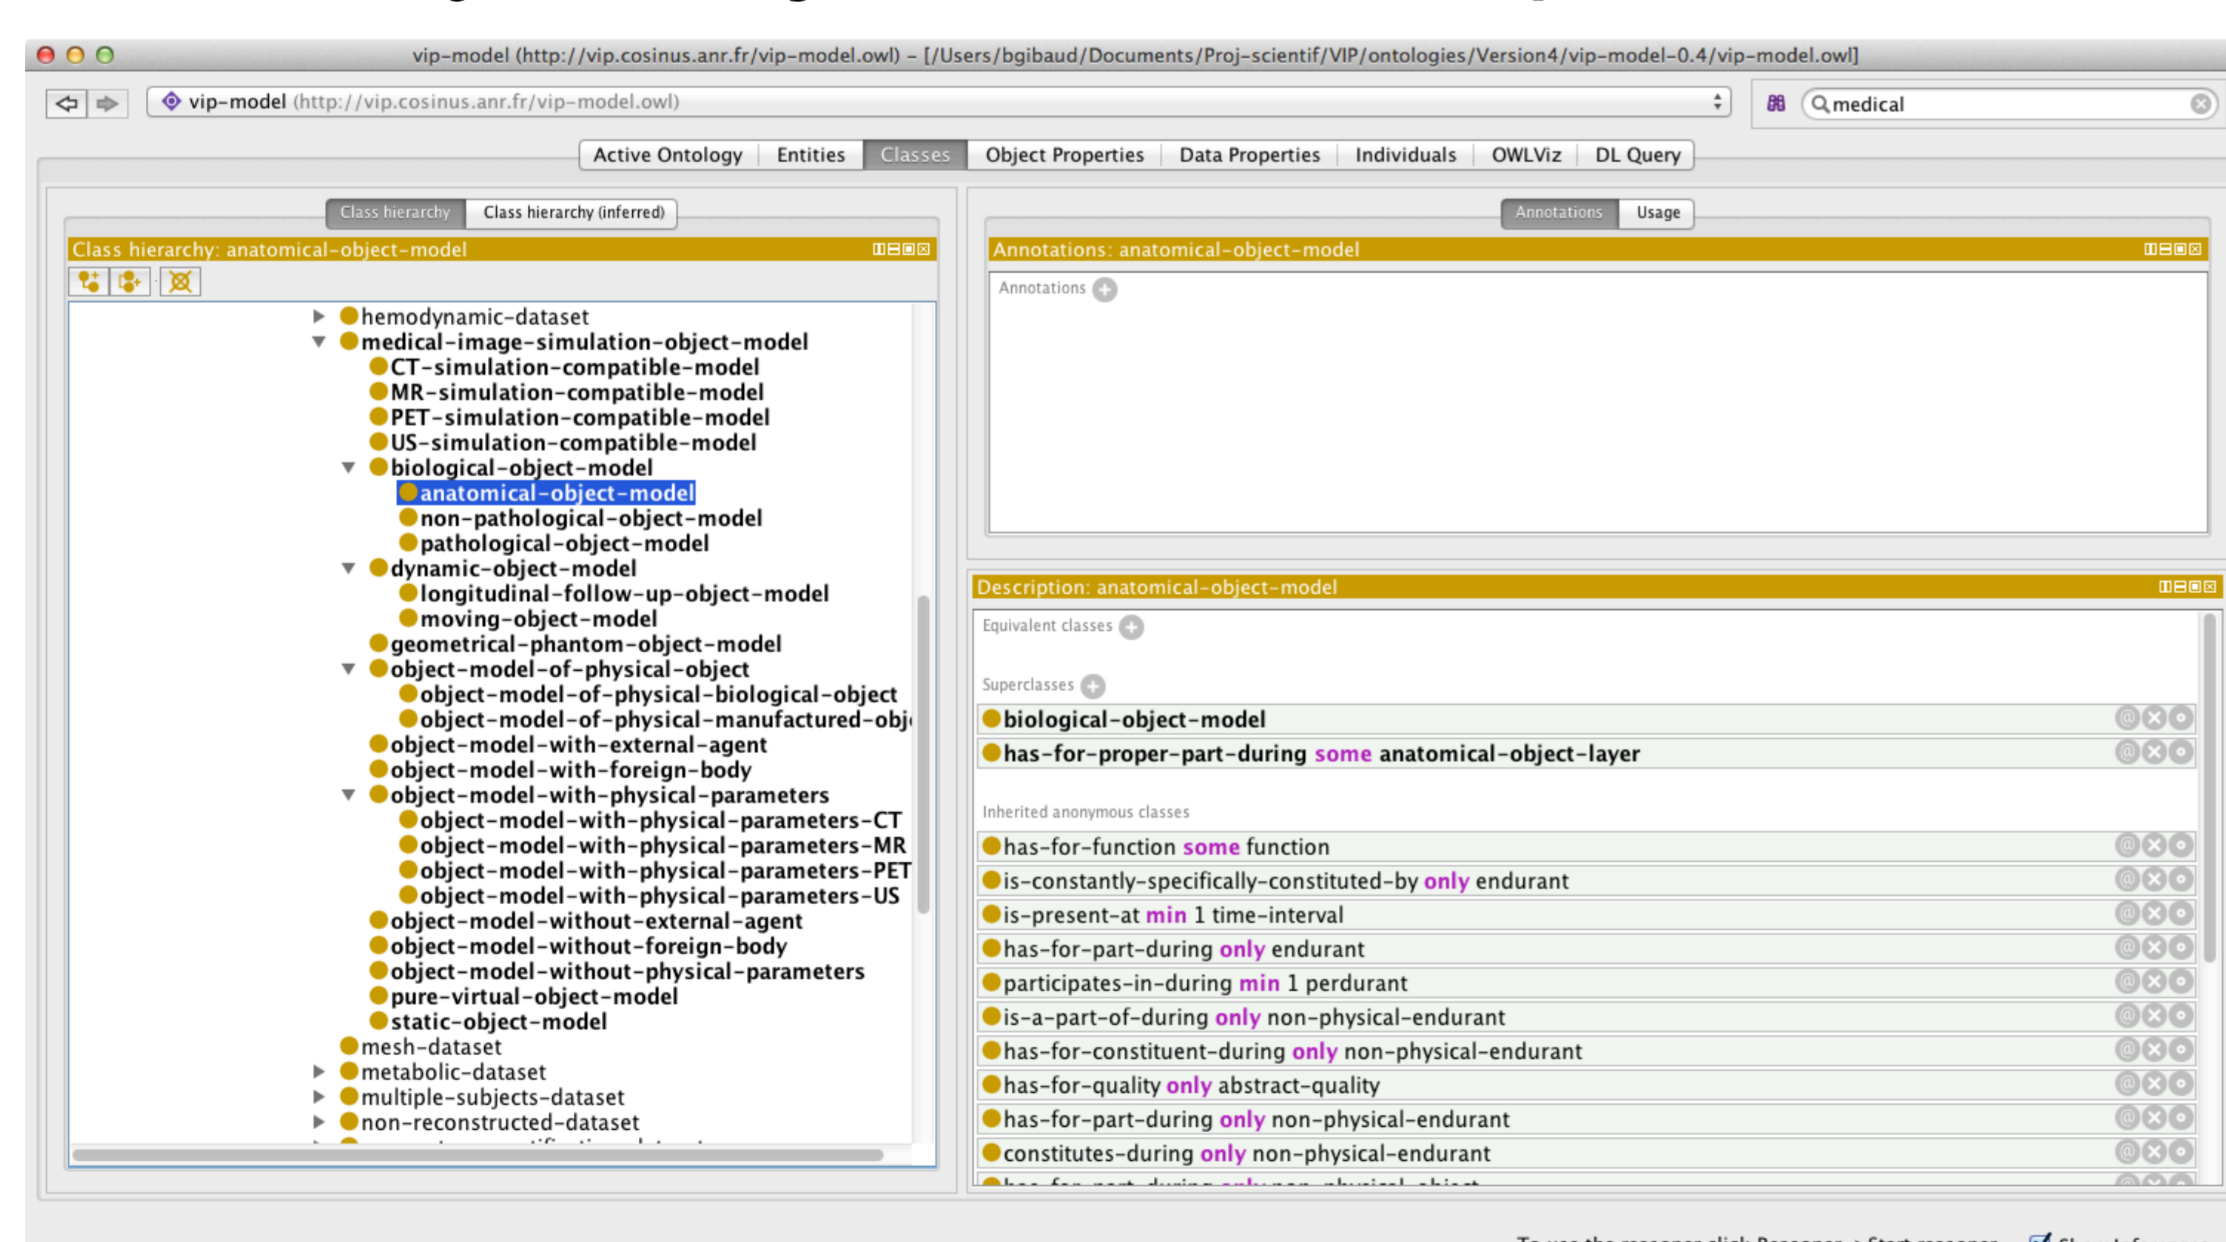 vip-model (http://vip.cosinus.anr.fr/vip-model.owl) – [/Users/bgibaud/Documents/Proj-scientif/VIP/ontologies/Version4/vip-model-0.4/vip-model.owl]
vip-model (http://vip.cosinus.anr.fr/vip-model.owl)
medical
Active Ontology Entities Classes Object Properties Data Properties Individuals OWLViz DL Query
Class hierarchy Class hierarchy (inferred)
Class hierarchy: anatomical-object-model
hemodynamic-dataset
medical-image-simulation-object-model
CT-simulation-compatible-model
MR-simulation-compatible-model
PET-simulation-compatible-model
US-simulation-compatible-model
biological-object-model
anatomical-object-model
non-pathological-object-model
pathological-object-model
dynamic-object-model
longitudinal-follow-up-object-model
moving-object-model
geometrical-phantom-object-model
object-model-of-physical-object
object-model-of-physical-biological-object
object-model-of-physical-manufactured-obj
object-model-with-external-agent
object-model-with-foreign-body
object-model-with-physical-parameters
object-model-with-physical-parameters-CT
object-model-with-physical-parameters-MR
object-model-with-physical-parameters-PET
object-model-with-physical-parameters-US
object-model-without-external-agent
object-model-without-foreign-body
object-model-without-physical-parameters
pure-virtual-object-model
static-object-model
mesh-dataset
metabolic-dataset
multiple-subjects-dataset
non-reconstructed-dataset
Annotations Usage
Annotations: anatomical-object-model
Annotations
Description: anatomical-object-model
Equivalent classes
Superclasses
biological-object-model
has-for-proper-part-during some anatomical-object-layer
Inherited anonymous classes
has-for-function some function
is-constantly-specifically-constituted-by only endurant
is-present-at min 1 time-interval
has-for-part-during only endurant
participates-in-during min 1 perdurant
is-a-part-of-during only non-physical-endurant
has-for-constituent-during only non-physical-endurant
has-for-quality only abstract-quality
has-for-part-during only non-physical-endurant
constitutes-during only non-physical-endurant